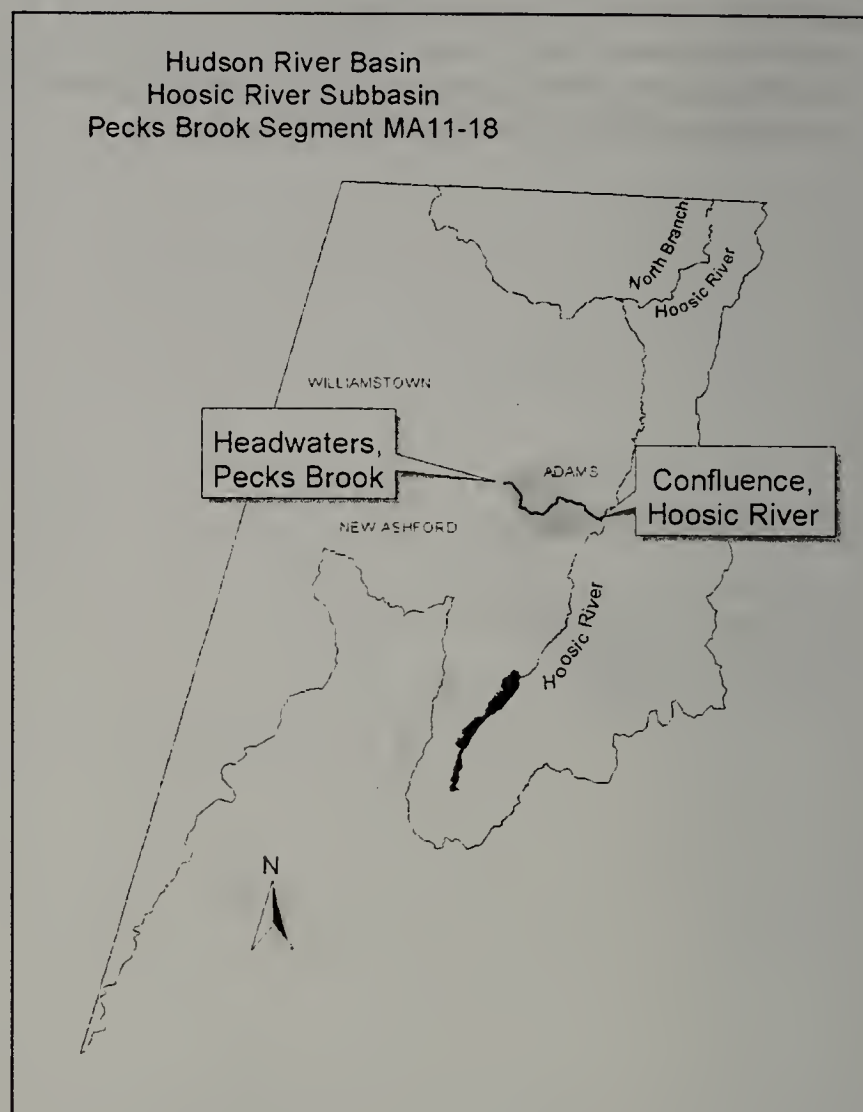 Hudson River Basin
Hoosic River Subbasin
Pecks Brook Segment MA11-18
North Branch
Hoosic River
WILLIAMSTOWN
Headwaters,
Pecks Brook
ADAMS
Confluence,
Hoosic River
NEW ASHFORD
Hoosic River
N